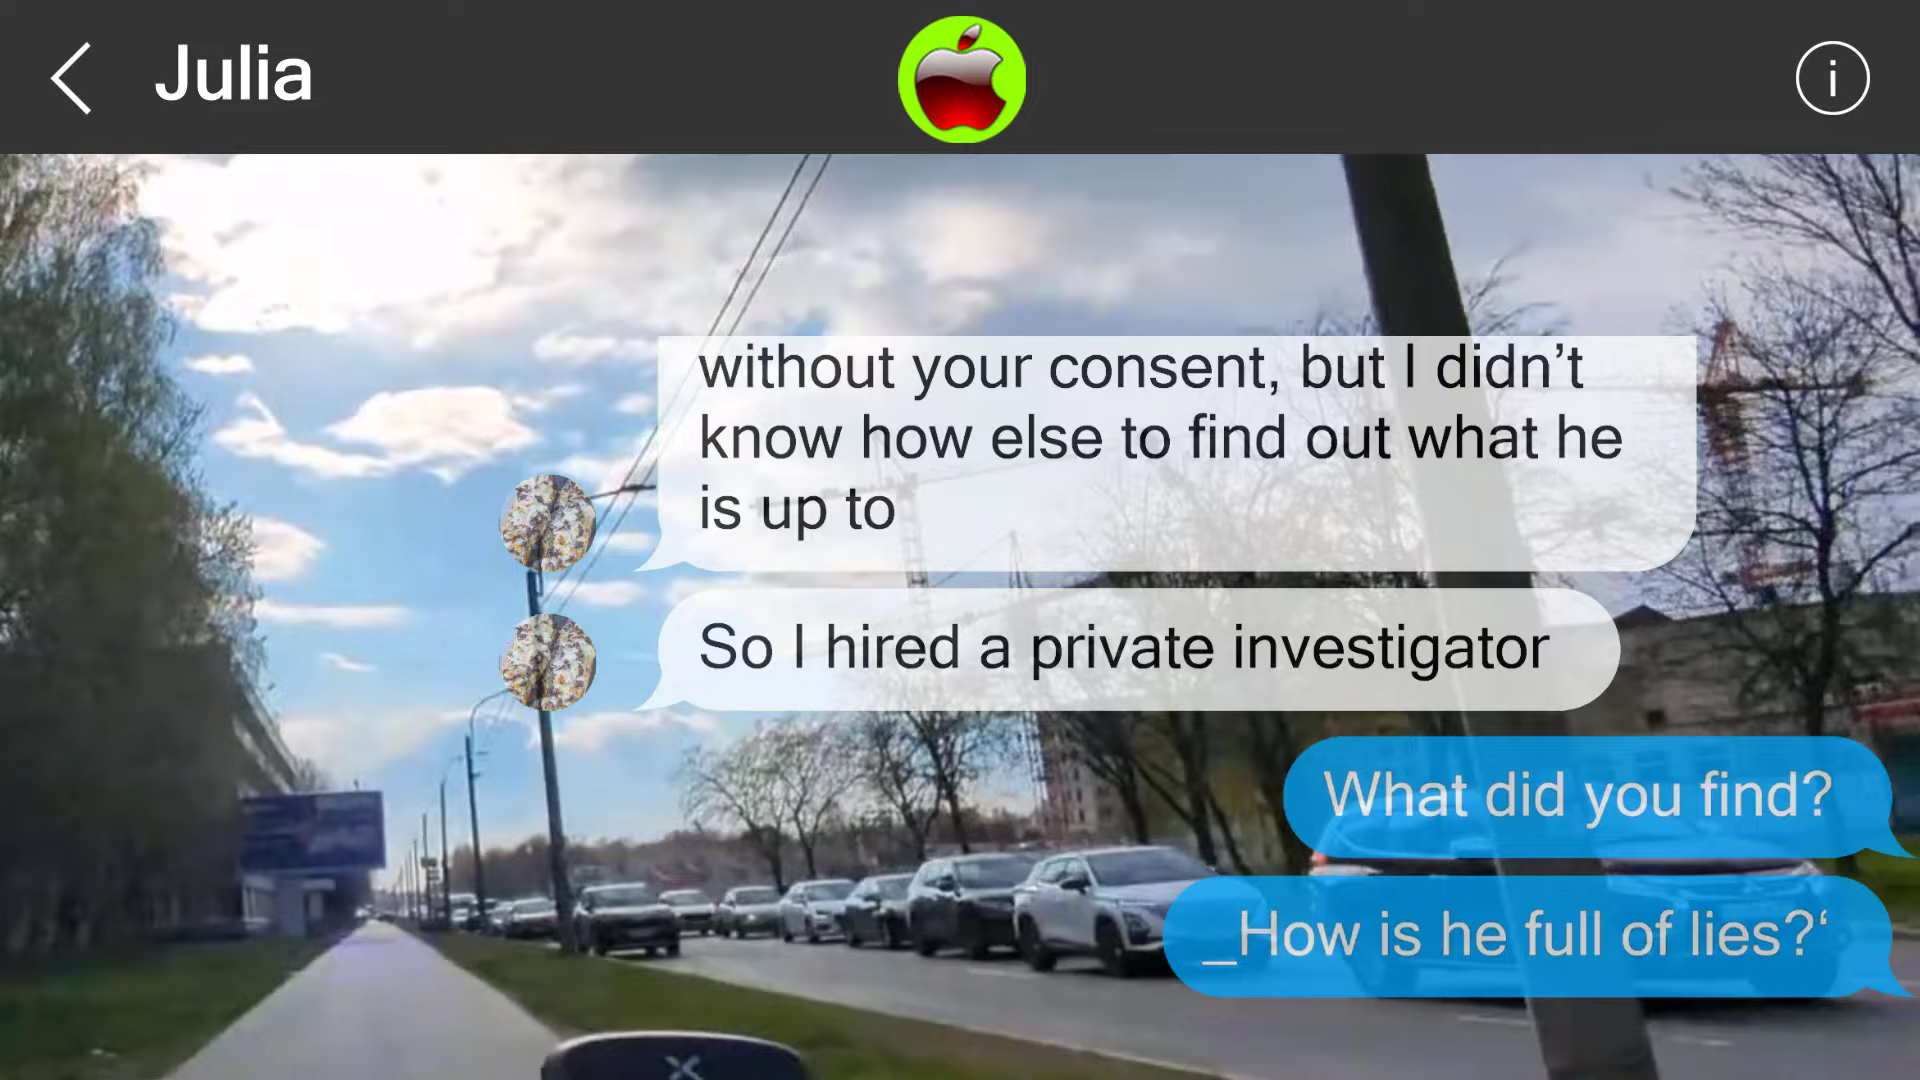 Julia
i
without your consent, but I didn’t
know how else to find out what he
is up to
So I hired a private investigator
What did you find?
_How is he full of lies?‘